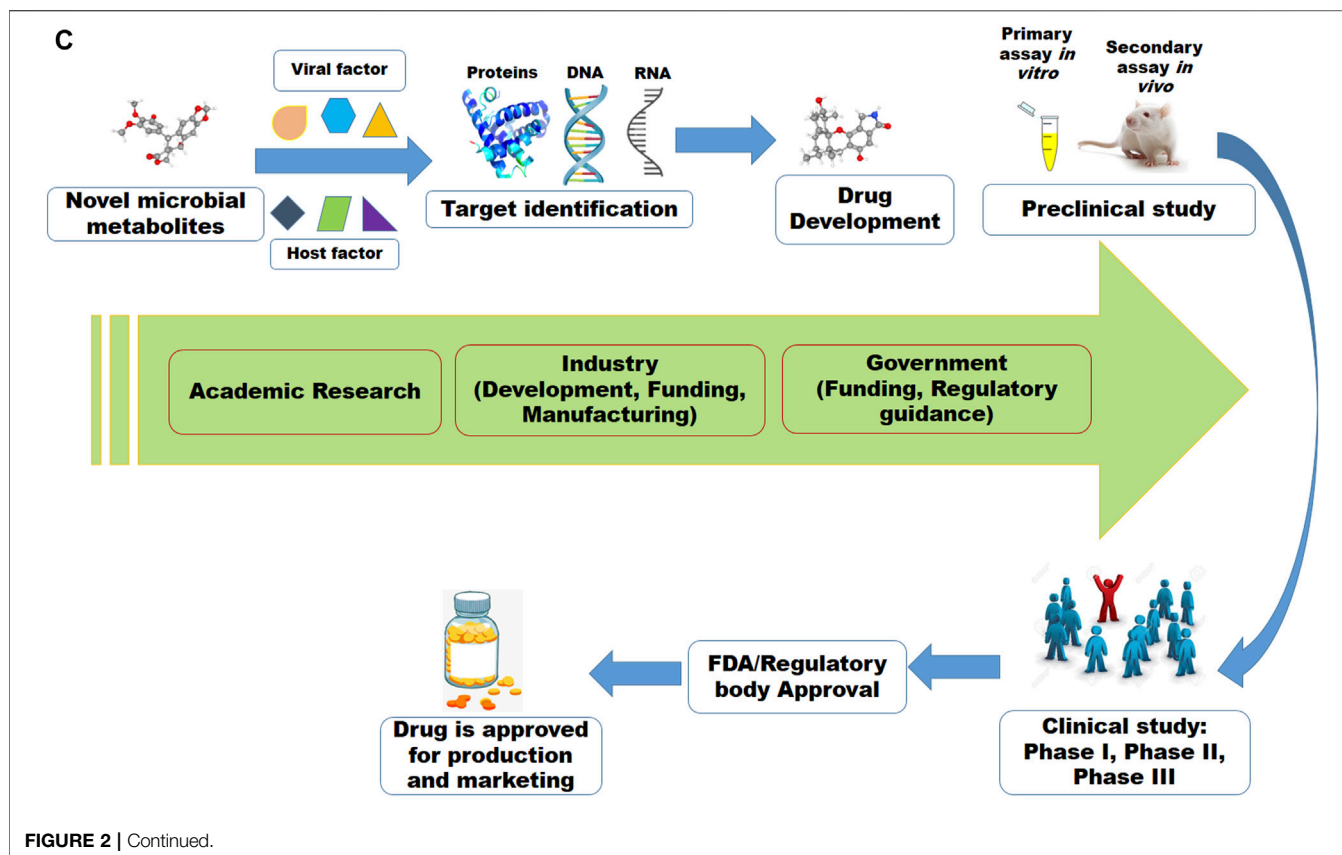 C
Viral factor
Novel microbial
metabolites
Host factor
Proteins
DNA
RNA
Target identification
Drug
Development
Primary
assay in
vitro
Secondary
assay in
vivo
Preclinical study
Academic Research
Industry
(Development, Funding,
Manufacturing)
Government
(Funding, Regulatory
guidance)
Clinical study:
Phase I, Phase II,
Phase III
FDA/Regulatory
body Approval
Drug is approved
for production
and marketing
FIGURE 2 | Continued.